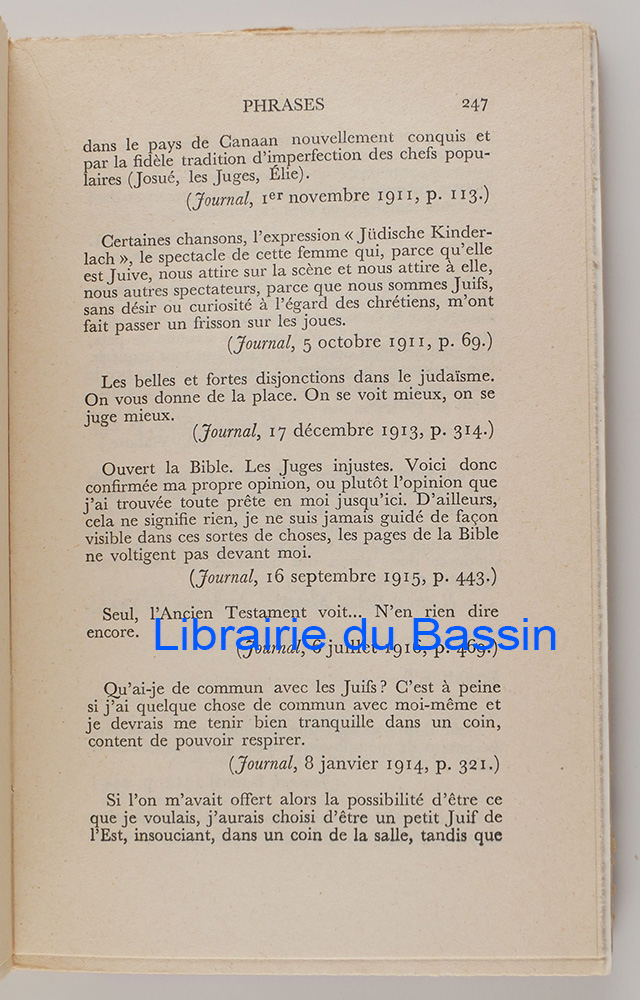 PHRASES 247
dans le pays de Canaan nouvellement conquis et
par la fidèle tradition d'imperfection des chefs popu-
laires (Josué, les Juges, Élie).
(Journal, 1er novembre 1911, p. 113.)
Certaines chansons, l'expression « Jüdische Kinder-
lach », le spectacle de cette femme qui, parce qu'elle
est Juive, nous attire sur la scène et nous attire à elle,
nous autres spectateurs, parce que nous sommes Juifs,
sans désir ou curiosité à l'égard des chrétiens, m'ont
fait passer un frisson sur les joues.
(Journal, 5 octobre 1911, p. 69.)
Les belles et fortes disjonctions dans le judaïsme.
On vous donne de la place. On se voit mieux, on se
juge mieux.
(Journal, 17 décembre 1913, p. 314.)
Ouvert la Bible. Les Juges injustes. Voici donc
confirmée ma propre opinion, ou plutôt l'opinion que
j'ai trouvée toute prête en moi jusqu'ici. D'ailleurs,
cela ne signifie rien, je ne suis jamais guidé de façon
visible dans ces sortes de choses, les pages de la Bible
ne voltigent pas devant moi.
(Journal, 16 septembre 1915, p. 443.)
Seul, l'Ancien Testament voit... N'en rien dire
encore.
Librairie du Bassin
(Journal, 6 juillet 1916, p. 469.)
Qu'ai-je de commun avec les Juifs ? C'est à peine
si j'ai quelque chose de commun avec moi-même et
je devrais me tenir bien tranquille dans un coin,
content de pouvoir respirer.
(Journal, 8 janvier 1914, p. 321.)
Si l'on m'avait offert alors la possibilité d'être ce
que je voulais, j'aurais choisi d'être un petit Juif de
l'Est, insouciant, dans un coin de la salle, tandis que